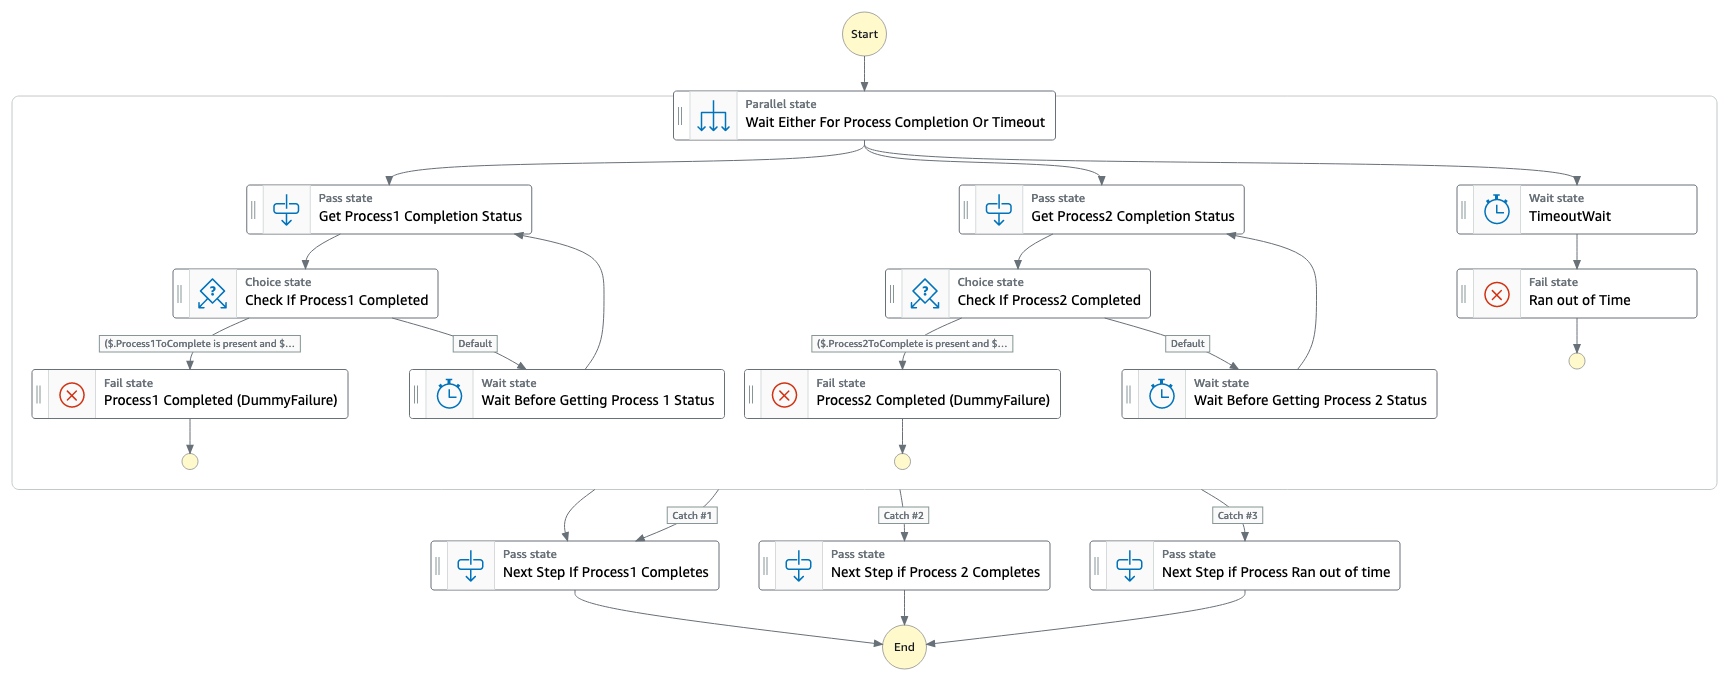 Start
Parallel state
Wait Either For Process Completion Or Timeout
Pass state
Get Process1 Completion Status
Pass state
Get Process2 Completion Status
Wait state
TimeoutWait
Choice state
Check If Process1 Completed
Choice state
Check If Process2 Completed
Fail state
Ran out of Time
($.Process1ToComplete is present and $...
Default
($.Process2ToComplete is present and $...
Default
Fail state
Process1 Completed (DummyFailure)
Wait state
Wait Before Getting Process 1 Status
Fail state
Process2 Completed (DummyFailure)
Wait state
Wait Before Getting Process 2 Status
Catch #1
Catch #2
Catch #3
Pass state
Next Step If Process1 Completes
Pass state
Next Step if Process 2 Completes
Pass state
Next Step if Process Ran out of time
End